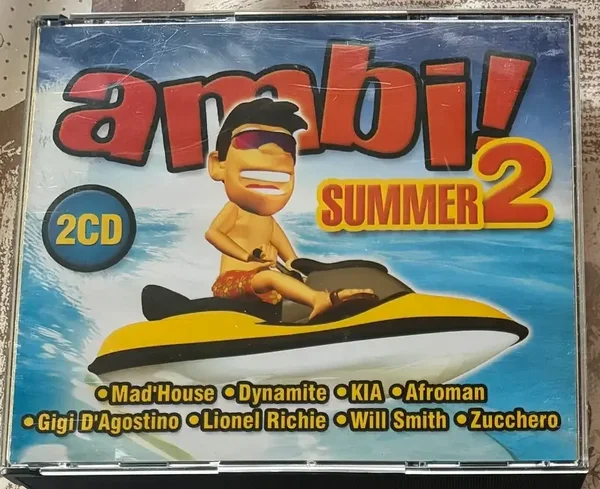 ambi!
SUMMER 2
2CD
•Mad'House •Dynamite •KIA •Afroman
•Gigi D'Agostino •Lionel Richie •Will Smith •Zucchero